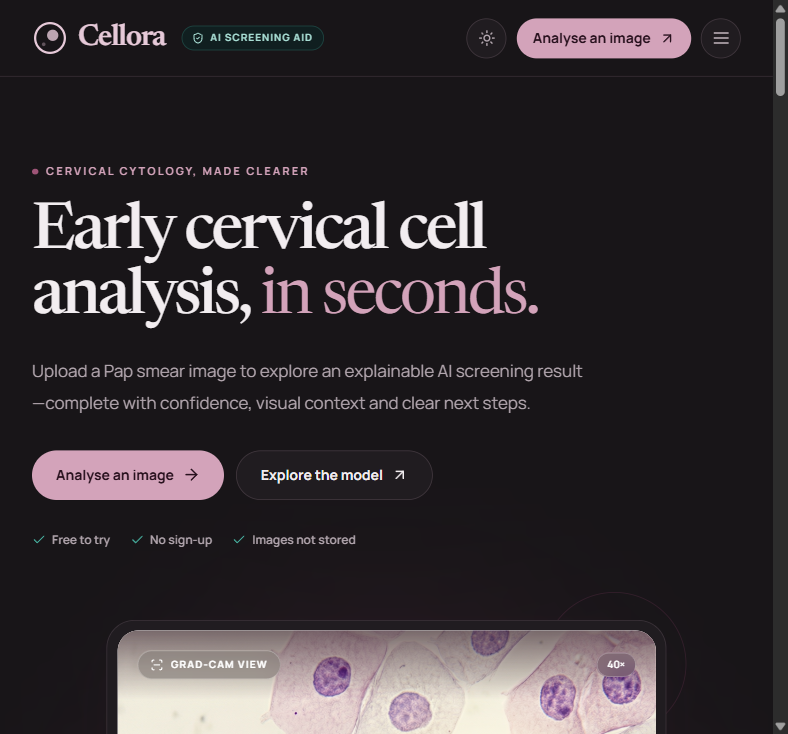 Cellora
AI SCREENING AID
Analyse an image
CERVICAL CYTOLOGY, MADE CLEARER
Early cervical cell
analysis, in seconds.
Upload a Pap smear image to explore an explainable AI screening result
—complete with confidence, visual context and clear next steps.
Analyse an image
Explore the model
Free to try
No sign-up
Images not stored
GRAD-CAM VIEW
40×